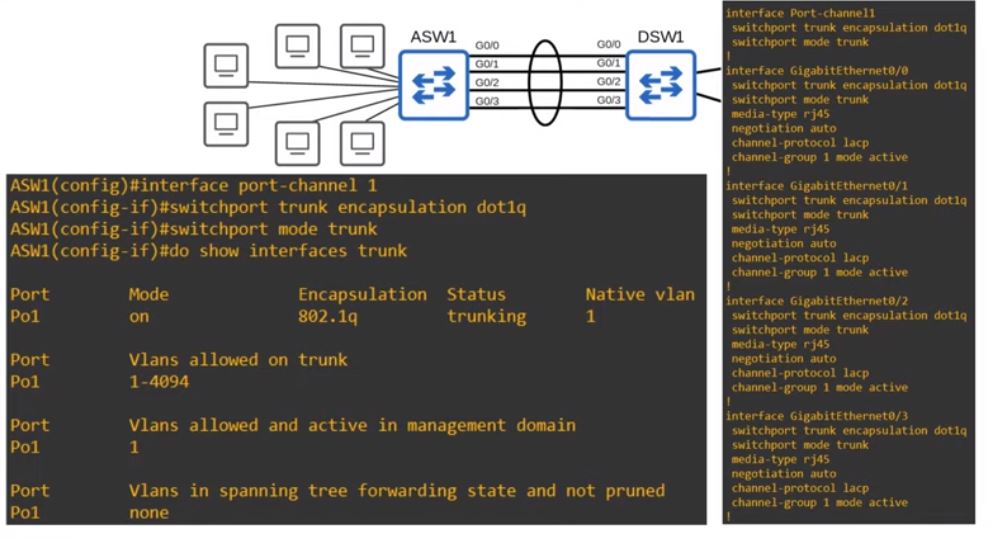 ASW1
DSW1
G0/0
G0/1
G0/2
G0/3
G0/0
G0/1
G0/2
G0/3
ASW1(config)#interface port-channel 1
ASW1(config-if)#switchport trunk encapsulation dot1q
ASW1(config-if)#switchport mode trunk
ASW1(config-if)#do show interfaces trunk
Port Mode Encapsulation Status Native vlan
Po1 on 802.1q trunking 1
Port Vlans allowed on trunk
Po1 1-4094
Port Vlans allowed and active in management domain
Po1 1
Port Vlans in spanning tree forwarding state and not pruned
Po1 none
interface Port-channel1
switchport trunk encapsulation dot1q
switchport mode trunk
!
interface GigabitEthernet0/0
switchport trunk encapsulation dot1q
switchport mode trunk
media-type rj45
negotiation auto
channel-protocol lacp
channel-group 1 mode active
!
interface GigabitEthernet0/1
switchport trunk encapsulation dot1q
switchport mode trunk
media-type rj45
negotiation auto
channel-protocol lacp
channel-group 1 mode active
!
interface GigabitEthernet0/2
switchport trunk encapsulation dot1q
switchport mode trunk
media-type rj45
negotiation auto
channel-protocol lacp
channel-group 1 mode active
!
interface GigabitEthernet0/3
switchport trunk encapsulation dot1q
switchport mode trunk
media-type rj45
negotiation auto
channel-protocol lacp
channel-group 1 mode active
!